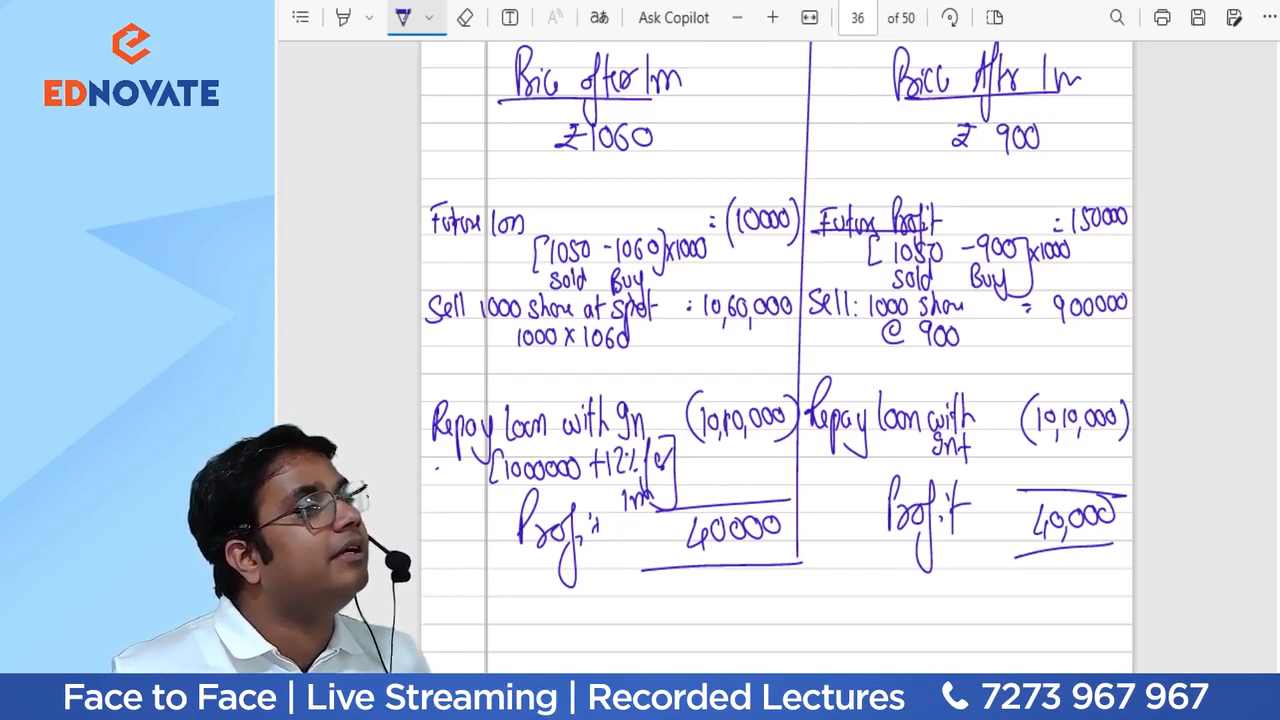 Ask Copilot
36 of 50
EDNOVATE
Price after 1m
₹1060
Future loss = (10000)
[1050 - 1060] x 1000
sold Buy
Sell 1000 share at spot : 10,60,000
1000 x 1060
Repay loan with Int (10,10,000)
[1000000 + 12% for
1m]
Profit 40000
Price After 1m
₹ 900
Future Profit = 150000
[1050 - 900] x 1000
sold Buy
Sell: 1000 share = 900000
@ 900
Repay loan with (10,10,000)
Int
Profit 40,000
Face to Face | Live Streaming | Recorded Lectures 7273 967 967